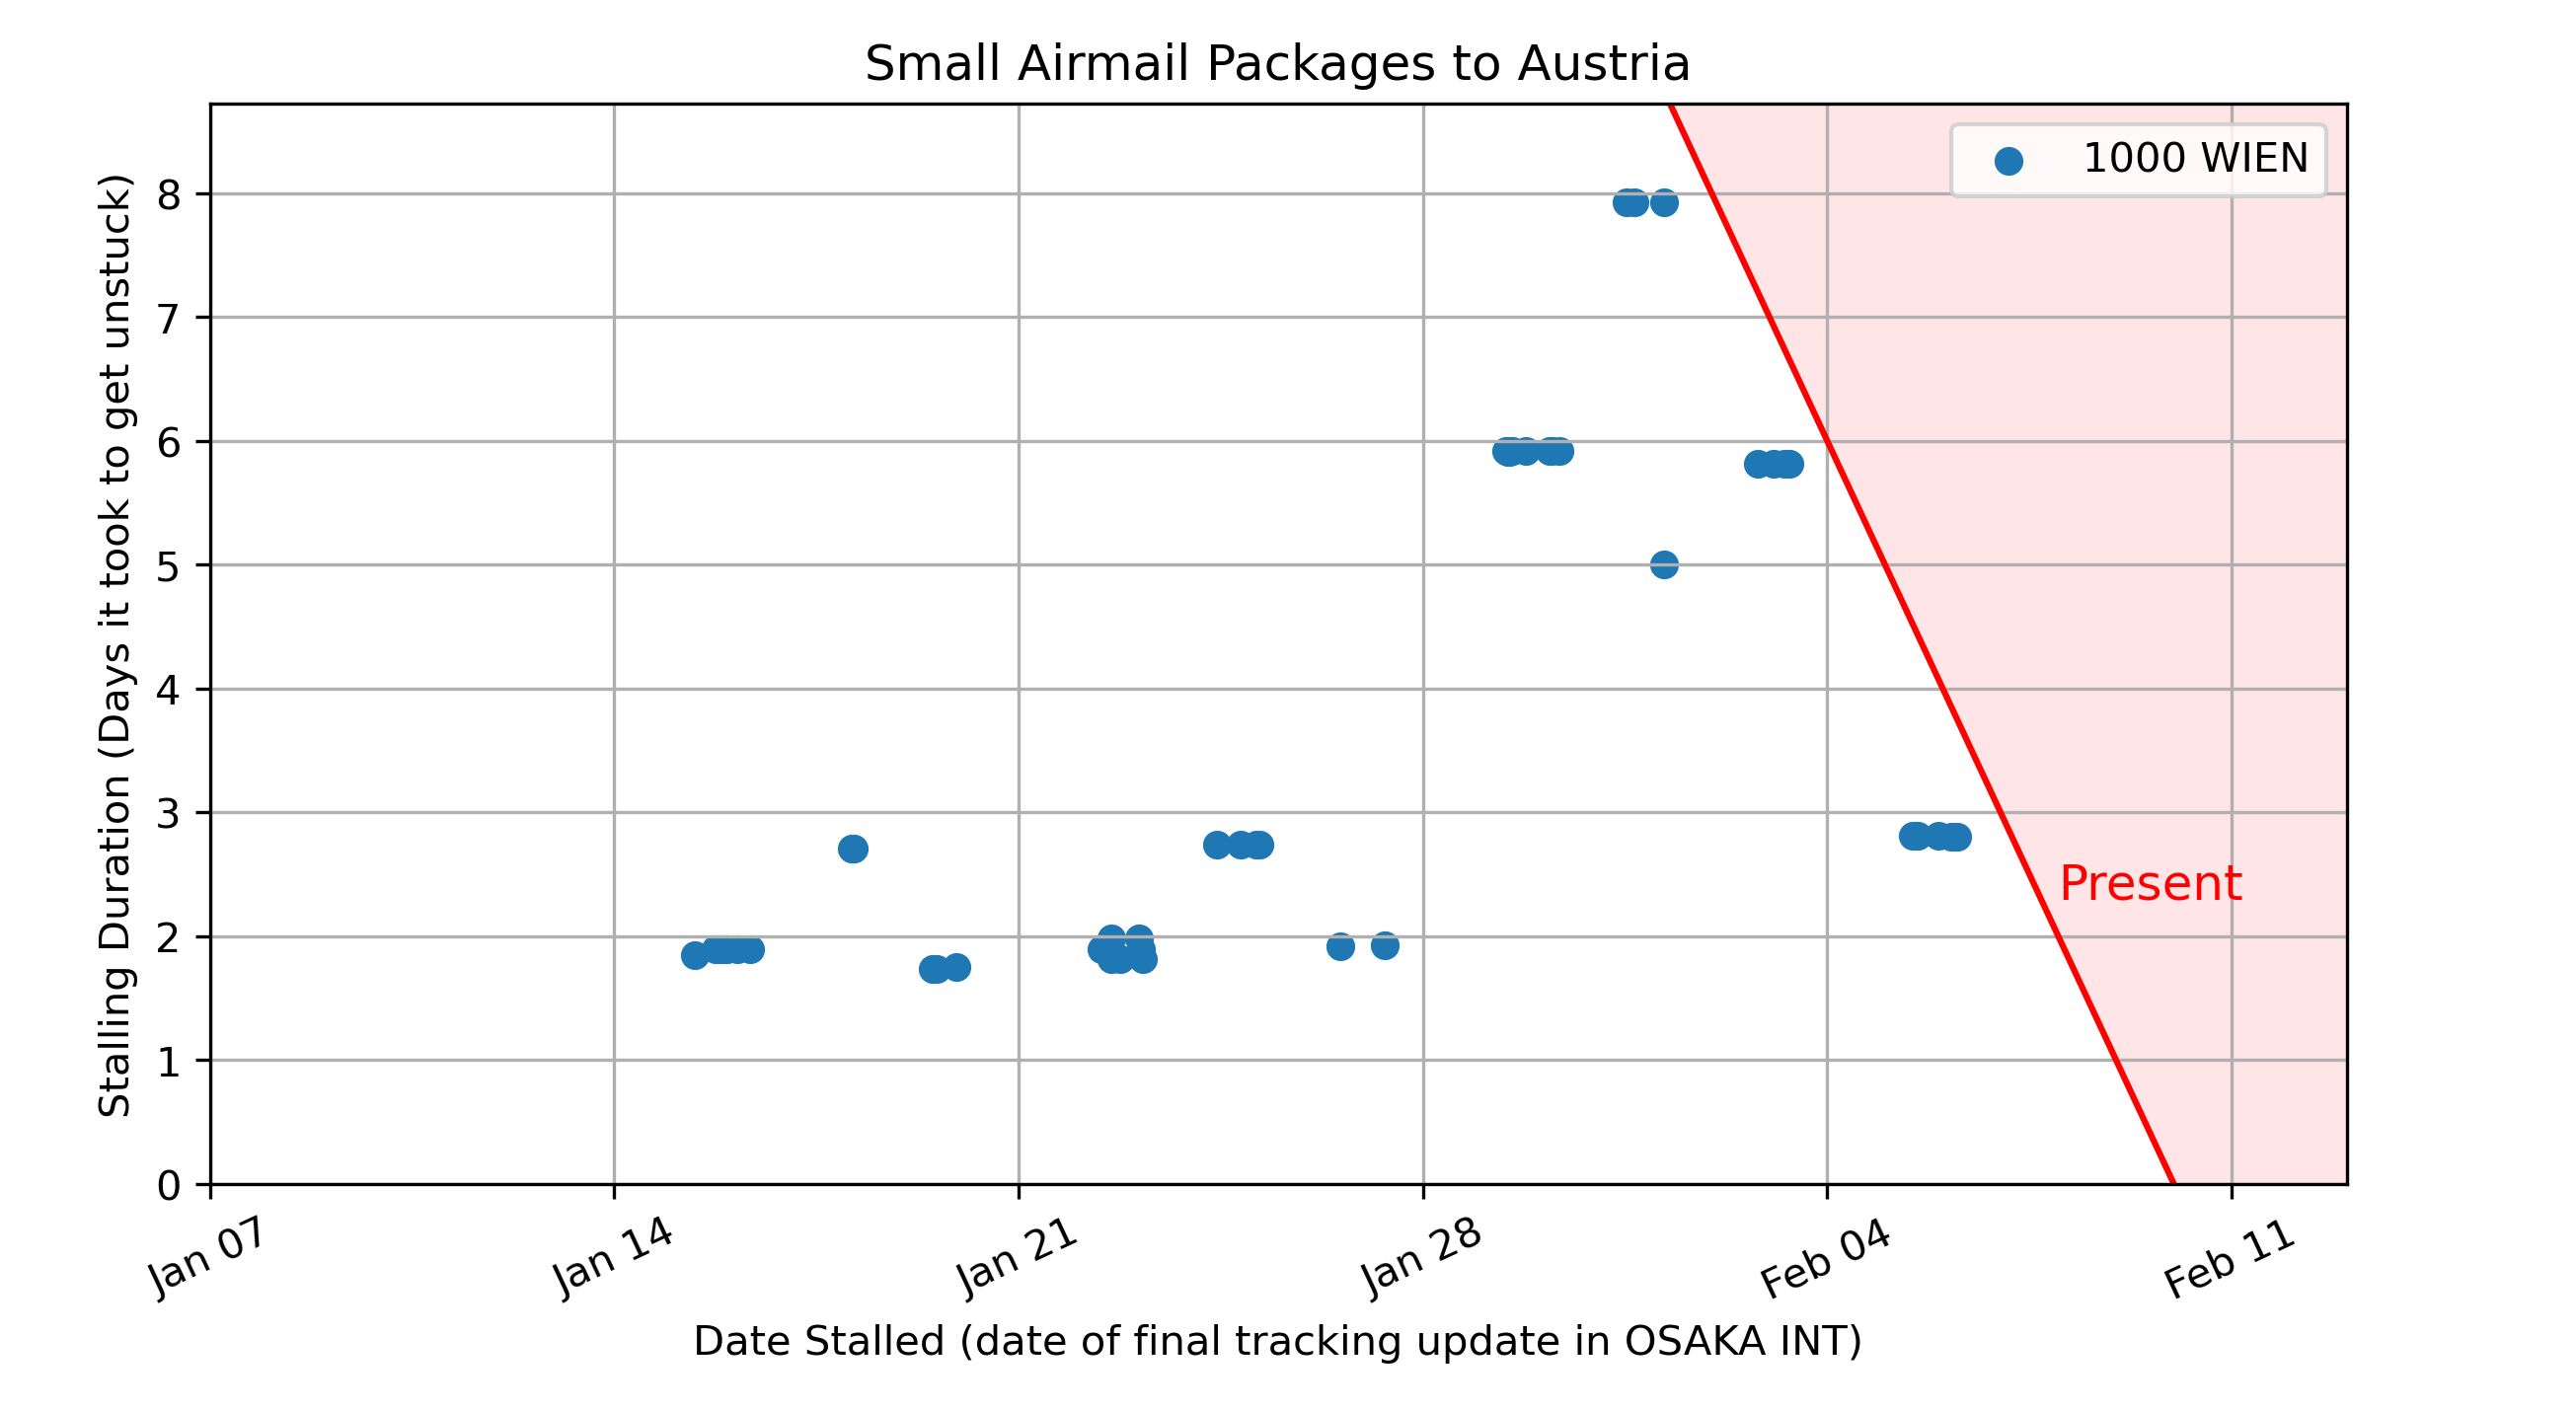 Small Airmail Packages to Austria
1000 WIEN
Stalling Duration (Days it took to get unstuck)
8
7
6
5
4
3
2
1
0
Present
Jan 07
Jan 14
Jan 21
Jan 28
Feb 04
Feb 11
Date Stalled (date of final tracking update in OSAKA INT)